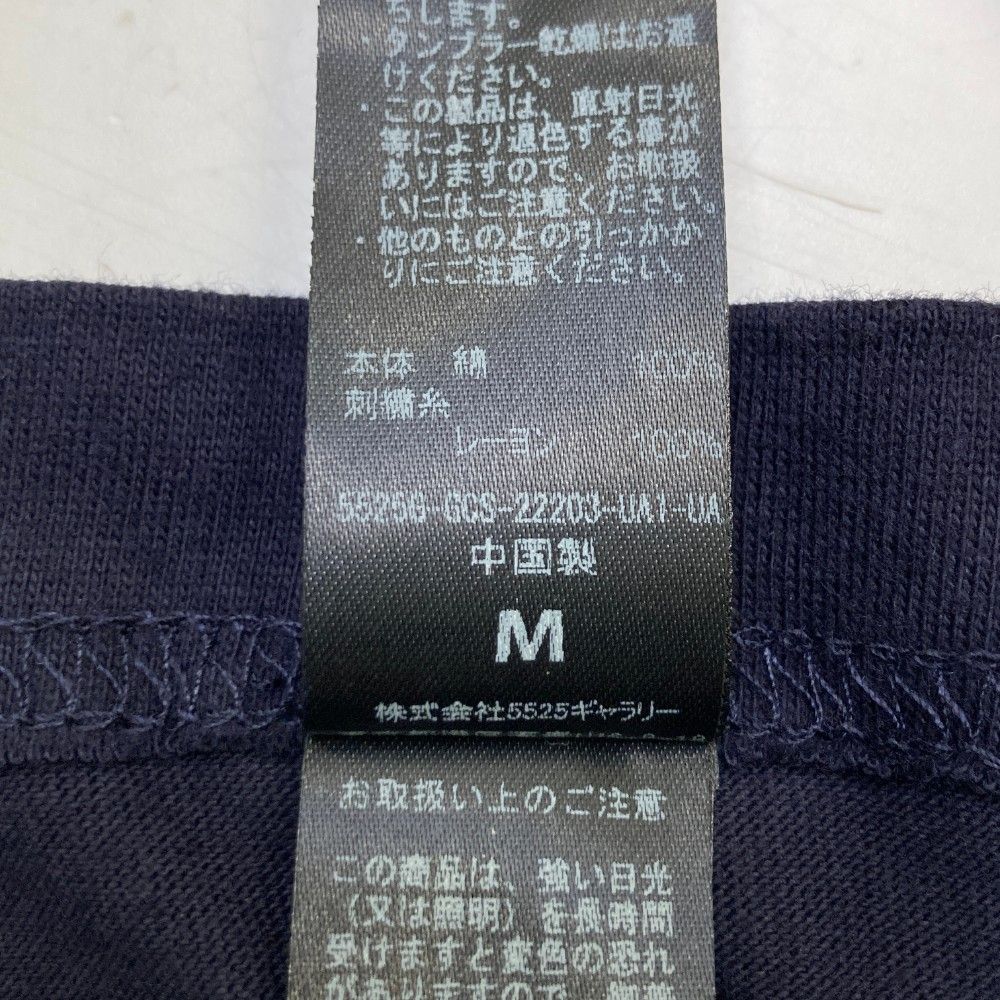 ちします。
・タンブラー乾燥はお避
けください。
・この製品は、直射日光
等により退色する事が
ありますので、お取扱
いにはご注意ください。
・他のものとの引っかか
りにご注意ください。
本体 綿 100%
刺繍糸
レーヨン 100%
5525G-GCS-22203-UA1-UA
中国製
M
株式会社5525ギャラリー
お取扱い上のご注意
この商品は、強い日光
(又は照明)を長時間
受けますと変色の恐れ
がありますので、